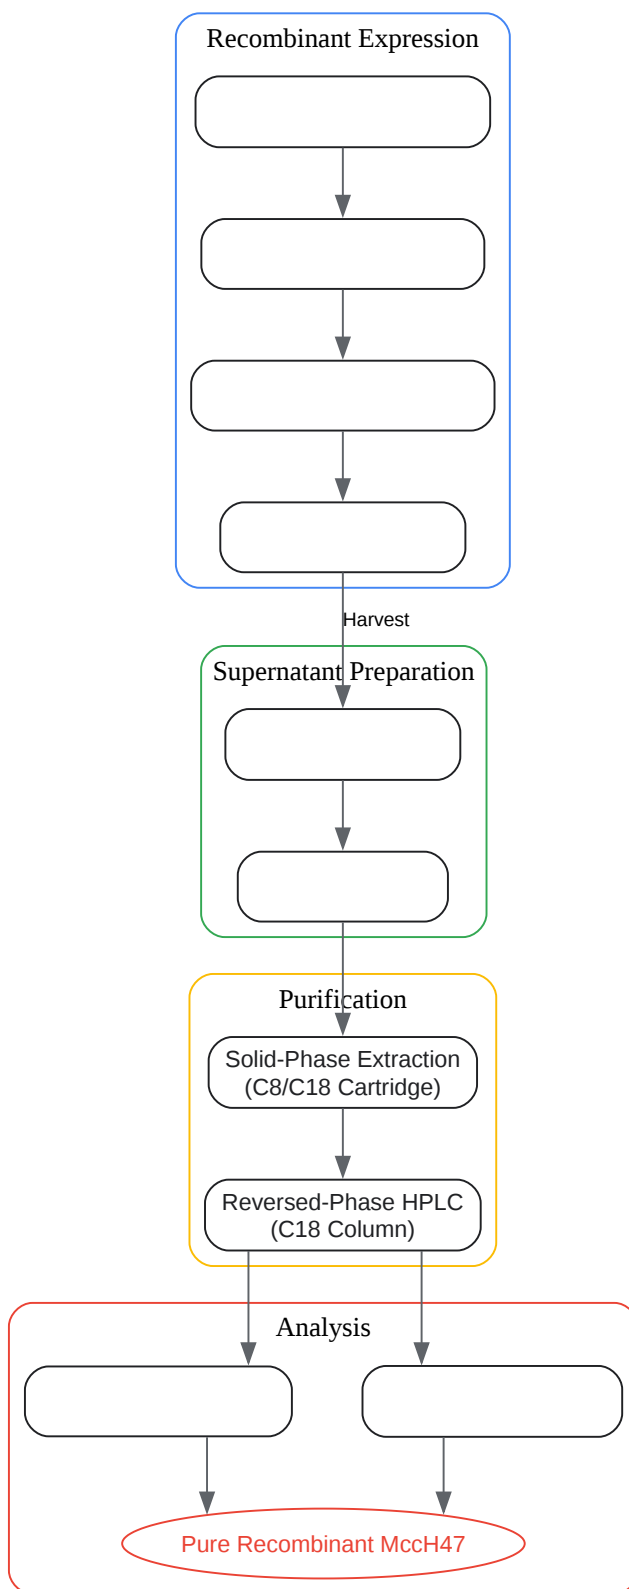 Recombinant Expression
Harvest
Supernatant Preparation
Purification
Solid-Phase Extraction
(C8/C18 Cartridge)
Reversed-Phase HPLC
(C18 Column)
Analysis
Pure Recombinant MccH47